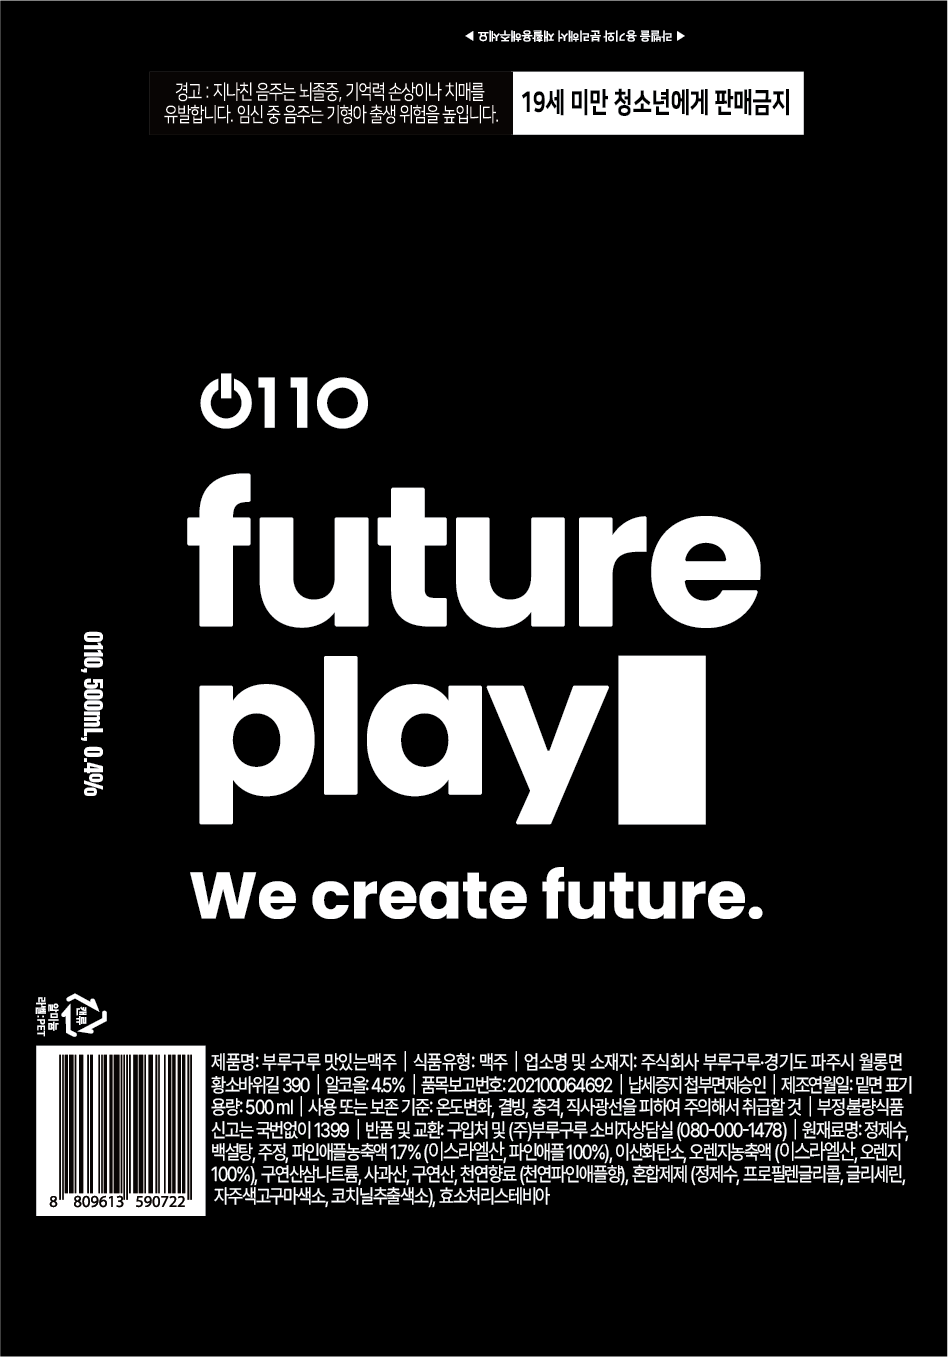 ◀ 라벨을 용기와 분리해서 재활용해주세요 ▶
경고 : 지나친 음주는 뇌졸중, 기억력 손상이나 치매를
유발합니다. 임신 중 음주는 기형아 출생 위험을 높입니다.
19세 미만 청소년에게 판매금지
0110
future
play
We create future.
0110, 500mL, 0.4%
캔류
알미늄
라벨:PET
제품명: 부루구루 맛있는맥주 | 식품유형: 맥주 | 업소명 및 소재지: 주식회사 부루구루·경기도 파주시 월롱면
황소바위길 390 | 알코올: 4.5% | 품목보고번호: 202100064692 | 납세증지 첩부면제승인 | 제조연월일: 밑면 표기
용량: 500 ml | 사용 또는 보존 기준: 온도변화, 결빙, 충격, 직사광선을 피하여 주의해서 취급할 것 | 부정·불량식품
신고는 국번없이 1399 | 반품 및 교환: 구입처 및 (주)부루구루 소비자상담실 (080-000-1478) | 원재료명: 정제수,
백설탕, 주정, 파인애플농축액 1.7% (이스라엘산, 파인애플 100%), 이산화탄소, 오렌지농축액 (이스라엘산, 오렌지
100%), 구연산삼나트륨, 사과산, 구연산, 천연향료 (천연파인애플향), 혼합제제 (정제수, 프로필렌글리콜, 글리세린,
자주색고구마색소, 코치닐추출색소), 효소처리스테비아
8 809613 590722